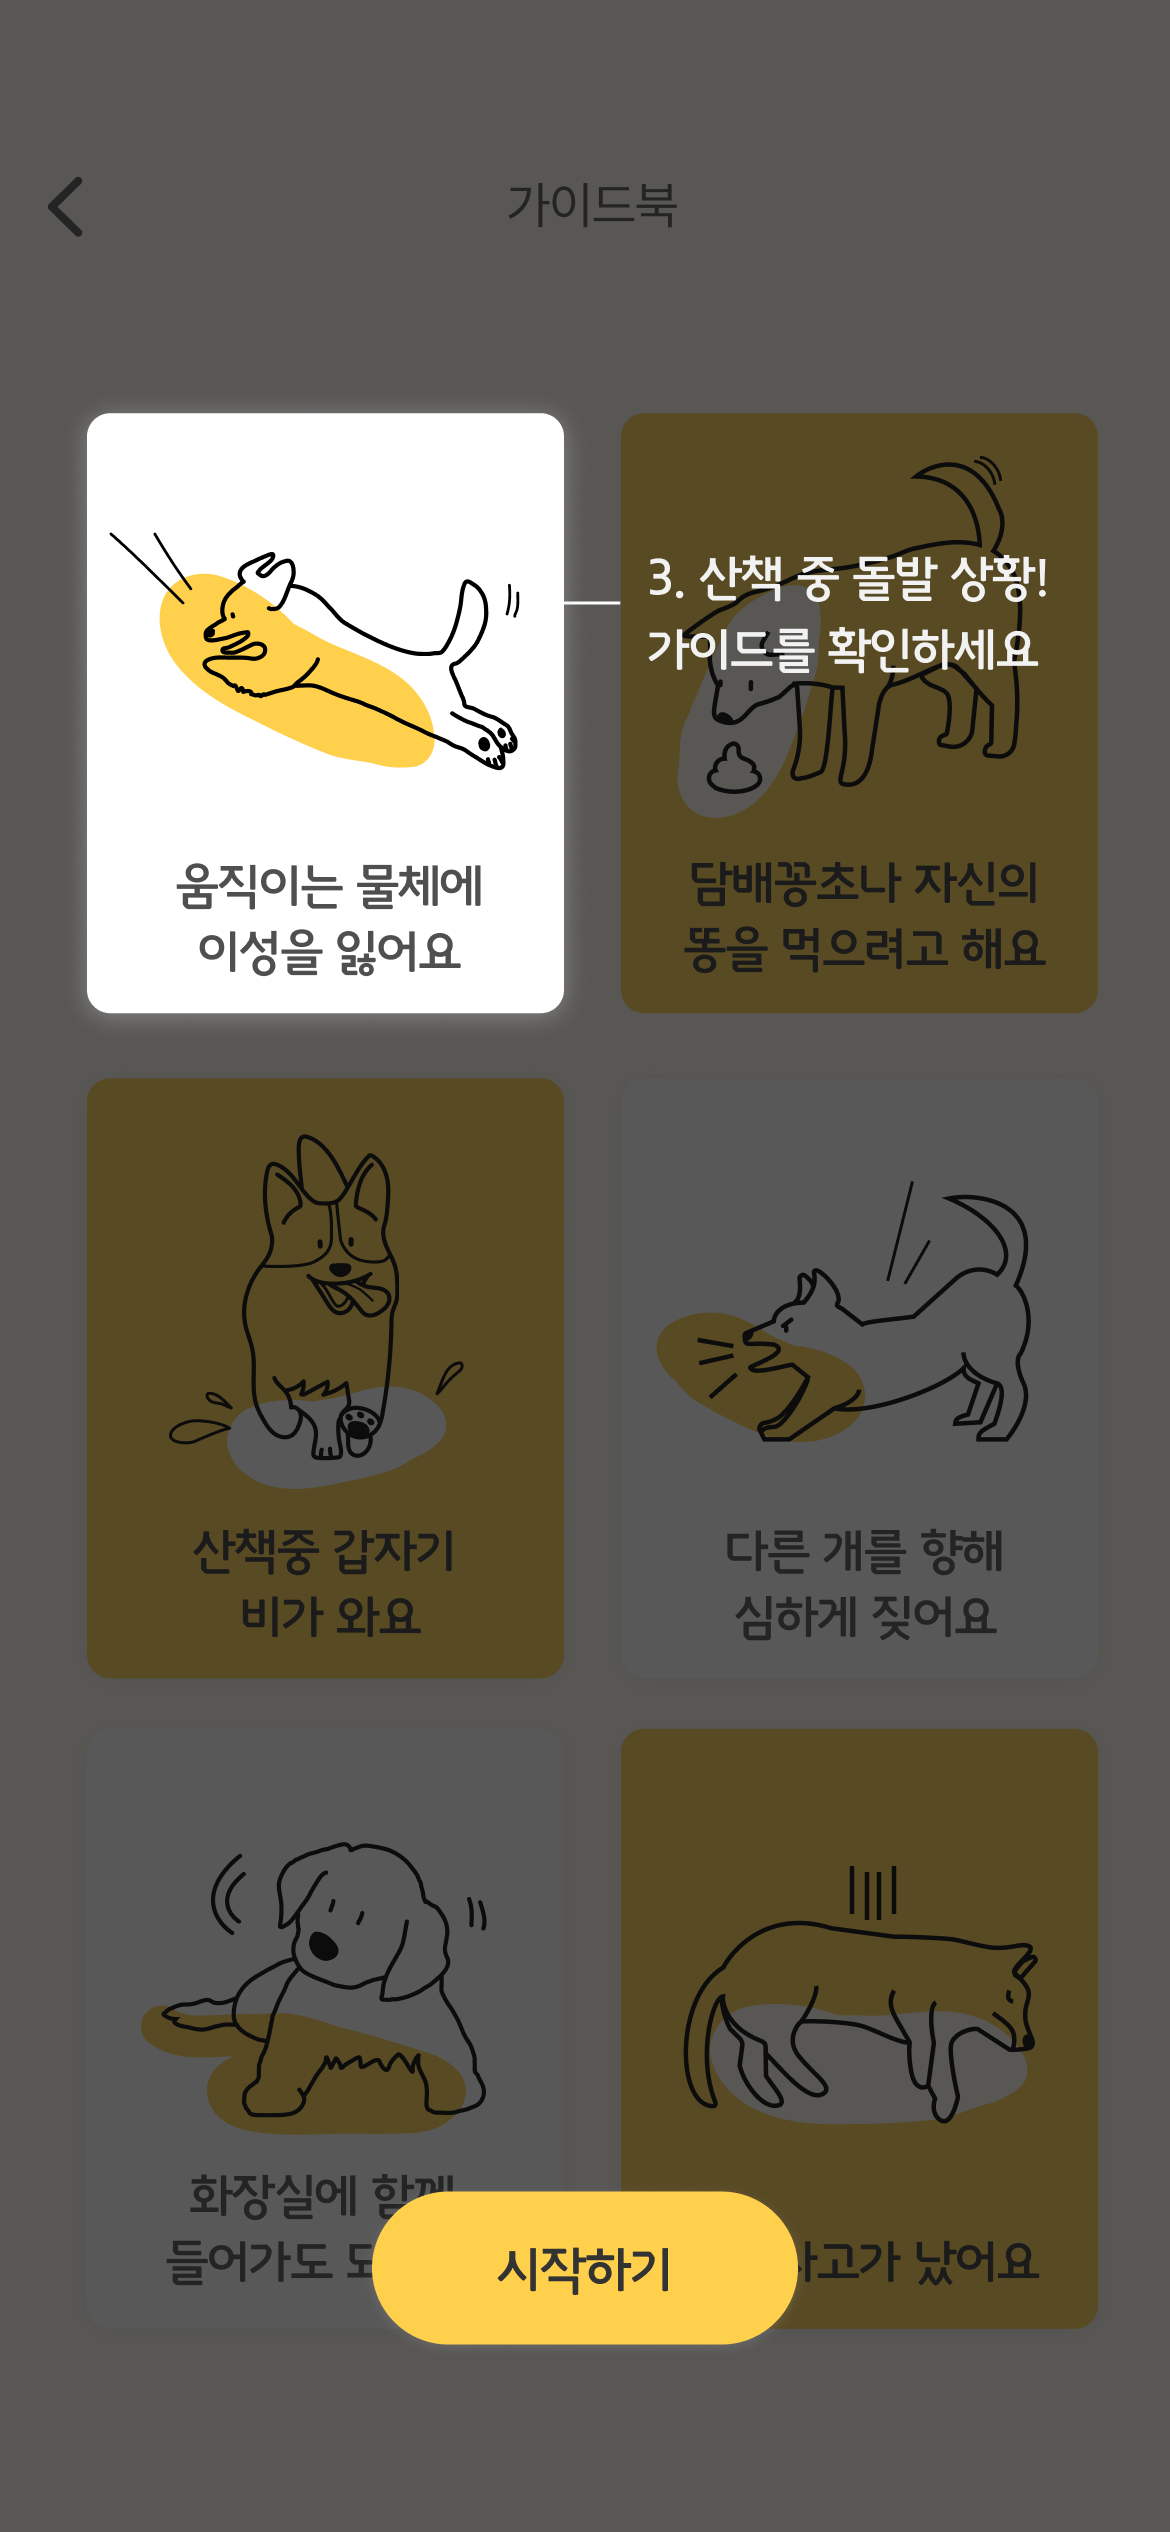 가이드북
3. 산책 중 돌발 상황!
가이드를 확인하세요
움직이는 물체에
이성을 잃어요
담배꽁초나 자신의
똥을 먹으려고 해요
산책중 갑자기
비가 와요
다른 개를 향해
심하게 짖어요
화장실에 함께
들어가도
사고가 났어요
시작하기